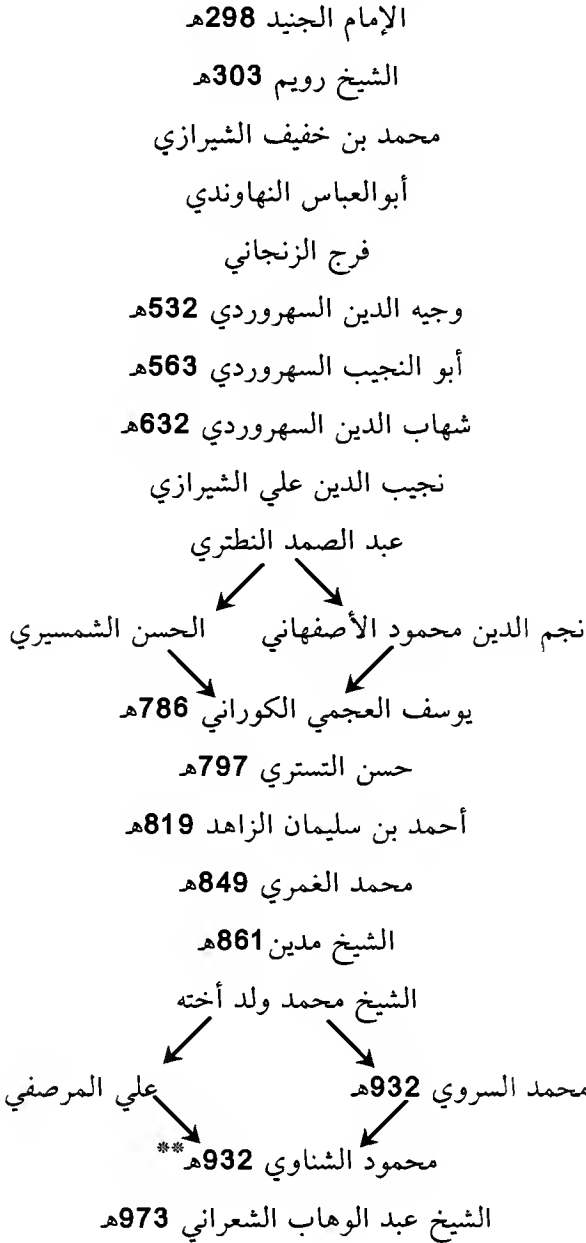 الإمام الجنيد 298هـ
الشيخ رويم 303هـ
محمد بن خفيف الشيرازي
أبوالعباس النهاوندي
فرج الزنجاني
وجيه الدين السهروردي 532هـ
أبو النجيب السهروردي 563هـ
شهاب الدين السهروردي 632هـ
نجيب الدين علي الشيرازي
عبد الصمد النطتري
نجم الدين محمود الأصفهاني الحسن الشمسيري
يوسف العجمي الكوراني 786هـ
حسن التستري 797هـ
أحمد بن سليمان الزاهد 819هـ
محمد الغمري 849هـ
الشيخ مدين 861هـ
الشيخ محمد ولد أخته
محمد السروي 932هـ علي المرصفي
محمود الشناوي 932هـ**
الشيخ عبد الوهاب الشعراني 973هـ